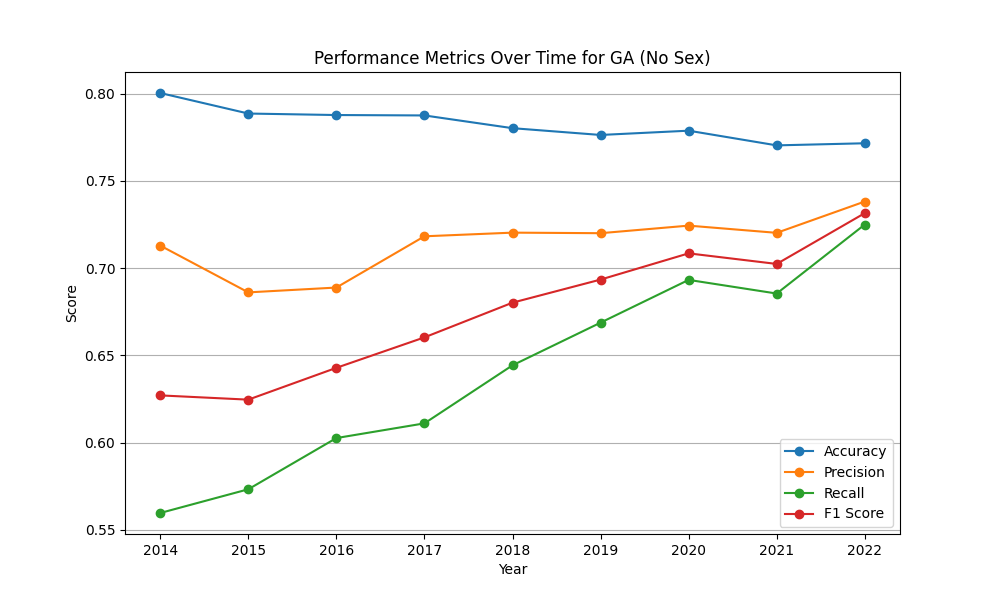 Performance Metrics Over Time for GA (No Sex)
Score
0.80
0.75
0.70
0.65
0.60
0.55
Accuracy
Precision
Recall
F1 Score
2014 2015 2016 2017 2018 2019 2020 2021 2022
Year